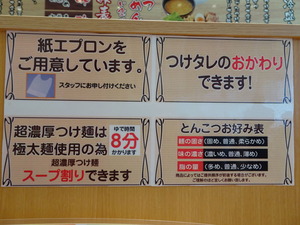 紙エプロンを
ご用意しています。
スタッフにお申し付けください
つけタレのおかわり
できます!
超濃厚つけ麺は
極太麺使用の為
ゆで時間
8分
かかります
超濃厚つけ麺
スープ割りできます
とんこつお好み表
麺の固さ (固め、普通、柔らかめ)
味の濃さ (濃いめ、普通、薄め)
脂の量 (多め、普通、少なめ)